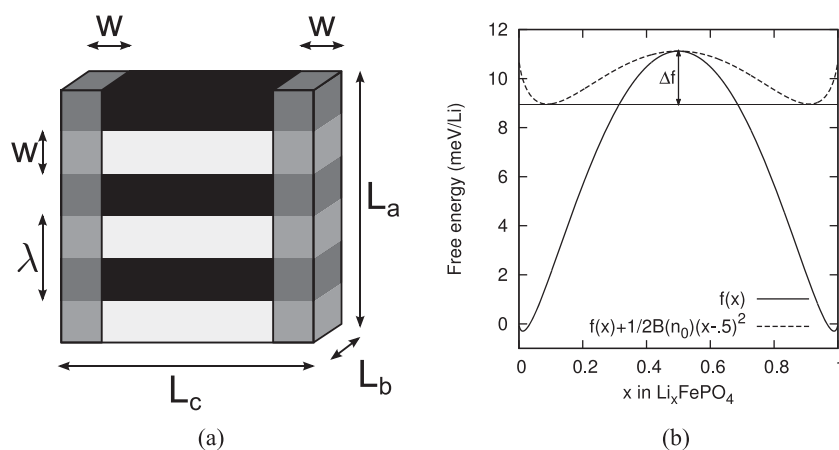 w
w
w
λ
L_a
L_b
L_c
(a)
Free energy (meV/Li)
12
10
8
6
4
2
0
Δf
f(x)
f(x)+1/2B(n_0)(x-.5)^2
0 0.2 0.4 0.6 0.8 1
x in Li_xFePO_4
(b)